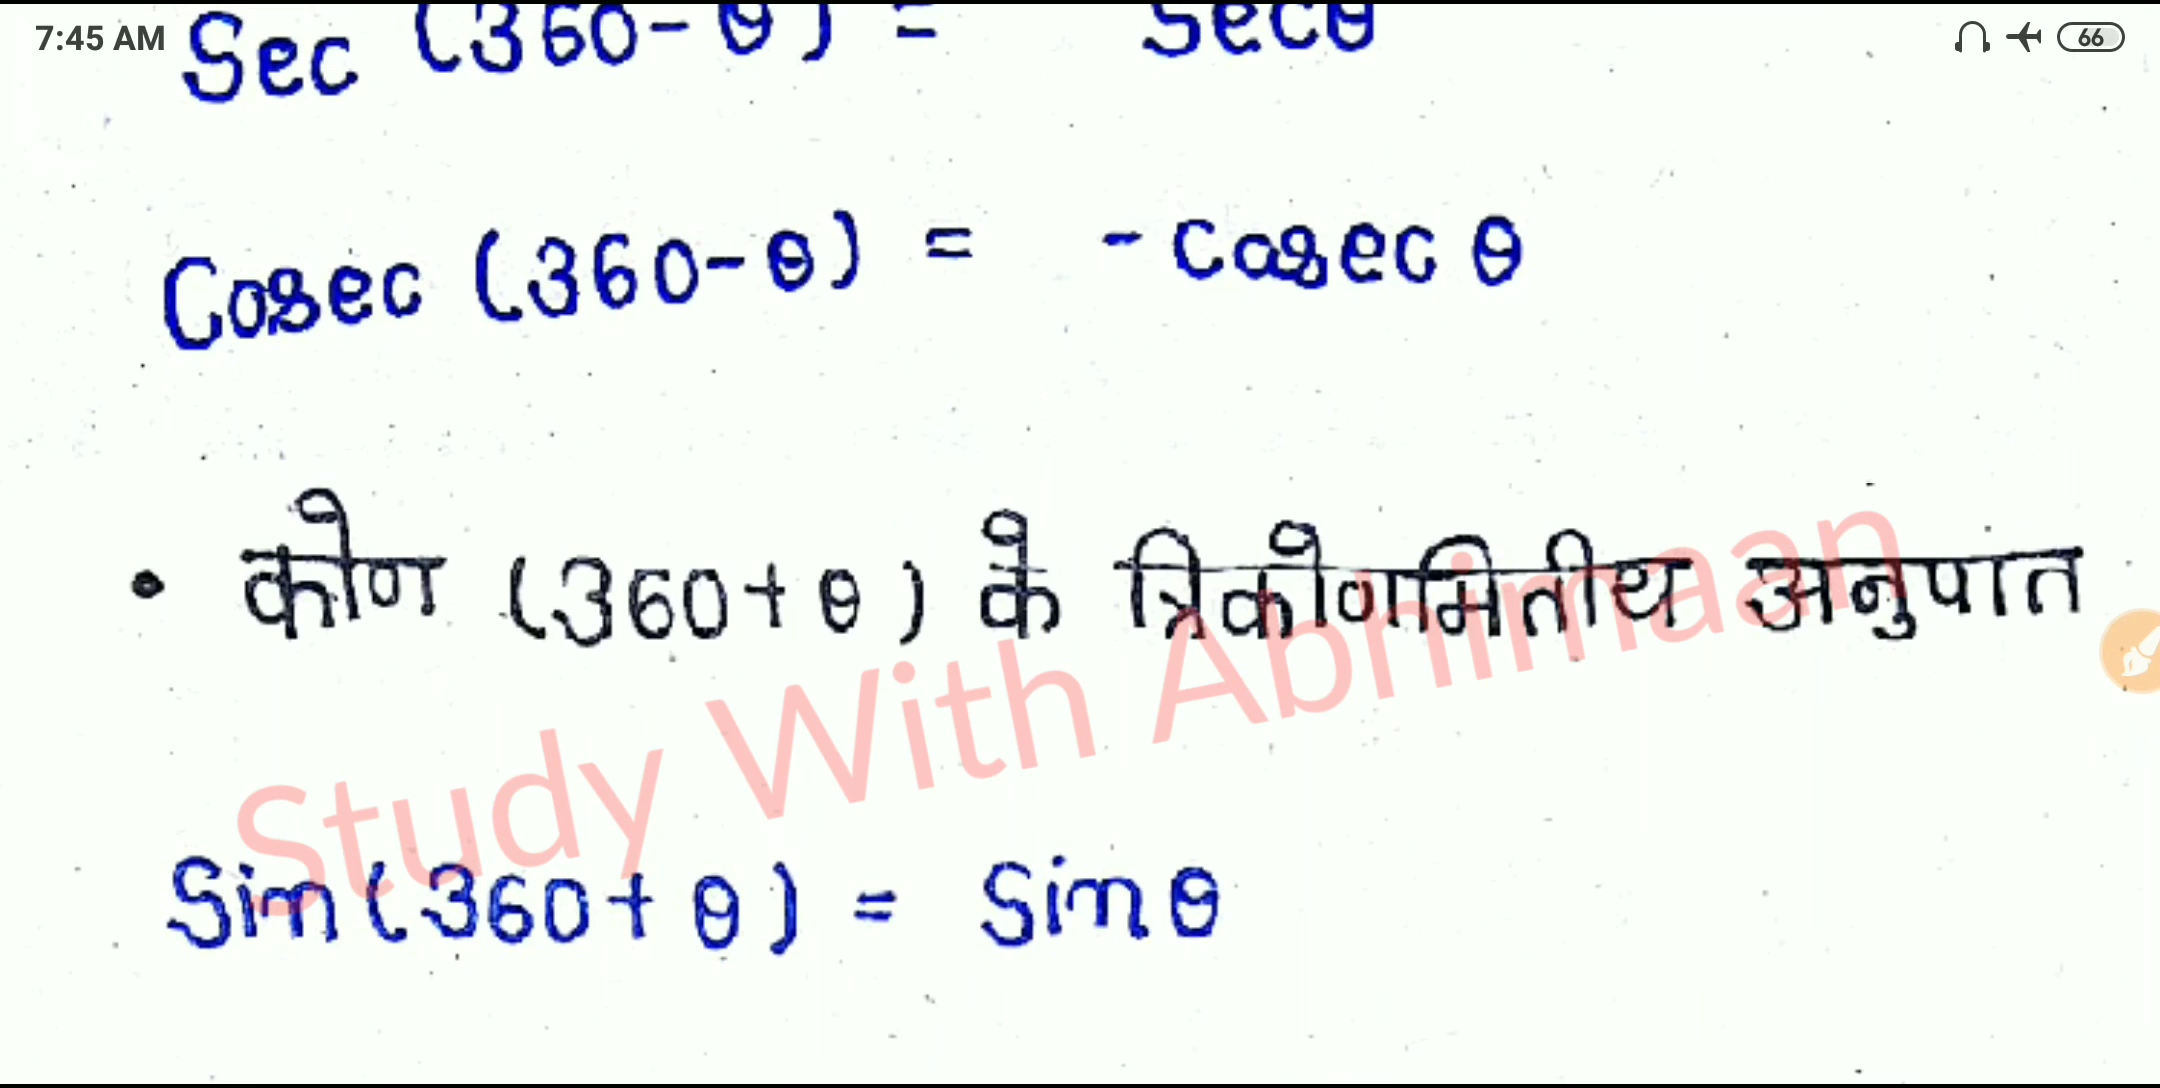 7:45 AM
66
Sec (360-θ) = Secθ
Cosec (360-θ) = -Cosec θ
• कोण (360+θ) के त्रिकोणमितीय अनुपात
Study With Abhimaan
Sin(360+θ) = Sinθ